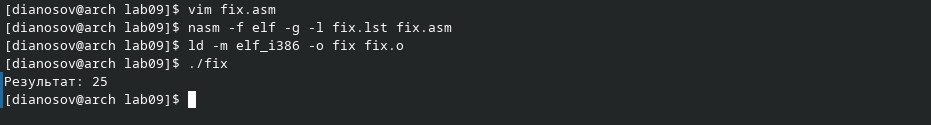 [dianosov@arch lab09]$ vim fix.asm
[dianosov@arch lab09]$ nasm -f elf -g -l fix.lst fix.asm
[dianosov@arch lab09]$ ld -m elf_i386 -o fix fix.o
[dianosov@arch lab09]$ ./fix
Результат: 25
[dianosov@arch lab09]$